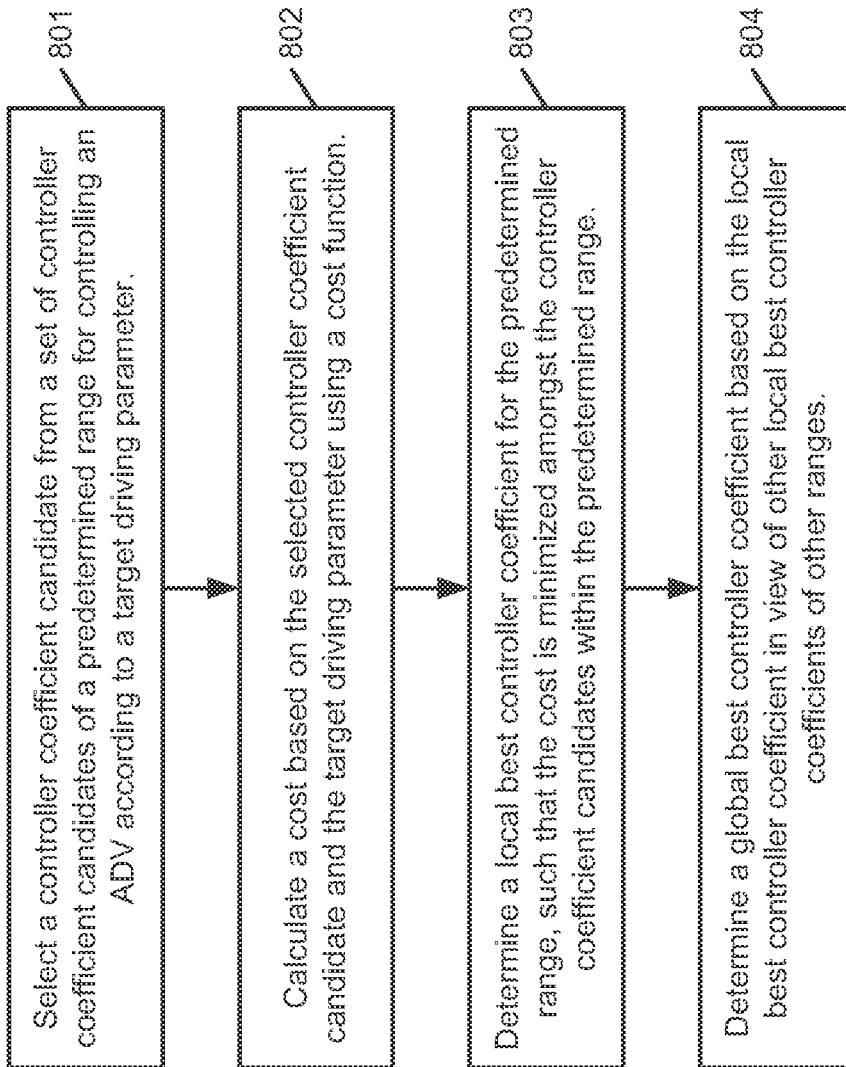 Select a controller coefficient candidate from a set of controller
coefficient candidates of a predetermined range for controlling an
ADV according to a target driving parameter.
801
Calculate a cost based on the selected controller coefficient
candidate and the target driving parameter using a cost function.
802
Determine a local best controller coefficient for the predetermined
range, such that the cost is minimized amongst the controller
coefficient candidates within the predetermined range.
803
Determine a global best controller coefficient based on the local
best controller coefficient in view of other local best controller
coefficients of other ranges.
804